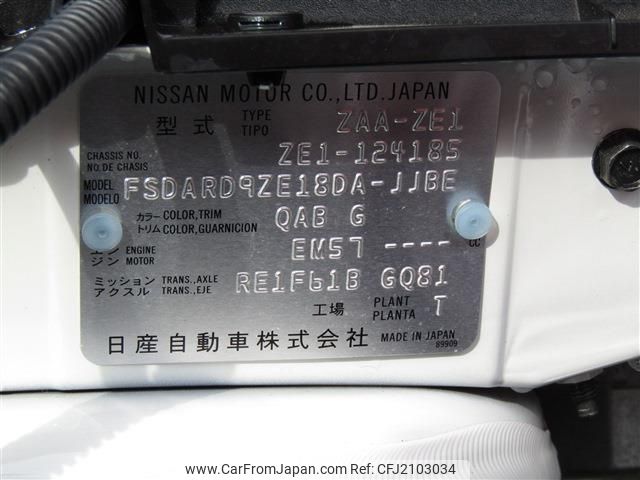 NISSAN MOTOR CO.,LTD.JAPAN
型式 TYPE TIPO ZAA-ZE1
CHASSIS NO. NO.DE CHASIS ZE1-124185
MODEL MODELO FSDARD9ZE18DA-JJBE
カラー COLOR,TRIM
トリム COLOR,GUARNICION QAB G
エンジン ENGINE MOTOR EM57 ---- CC
ミッション TRANS.,AXLE
アクスル TRANS.,EJE RE1F61B GQ81
工場 PLANT PLANTA T
日産自動車株式会社 MADE IN JAPAN
89909
www.CarFromJapan.com
© CarFromJapan.com - CFJ2103034